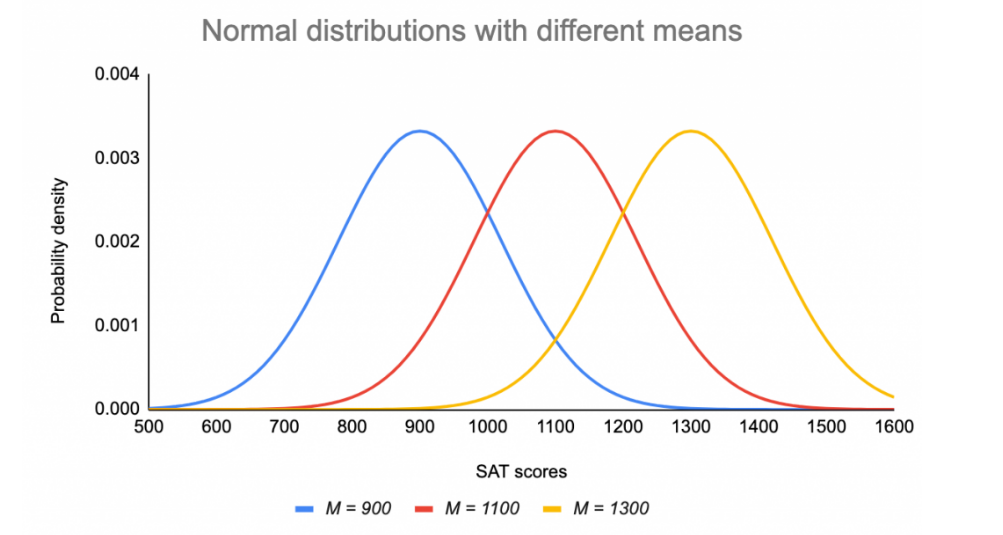 Normal distributions with different means
0.004
0.003
0.002
0.001
0.000
Probability density
500 600 700 800 900 1000 1100 1200 1300 1400 1500 1600
SAT scores
M = 900 M = 1100 M = 1300